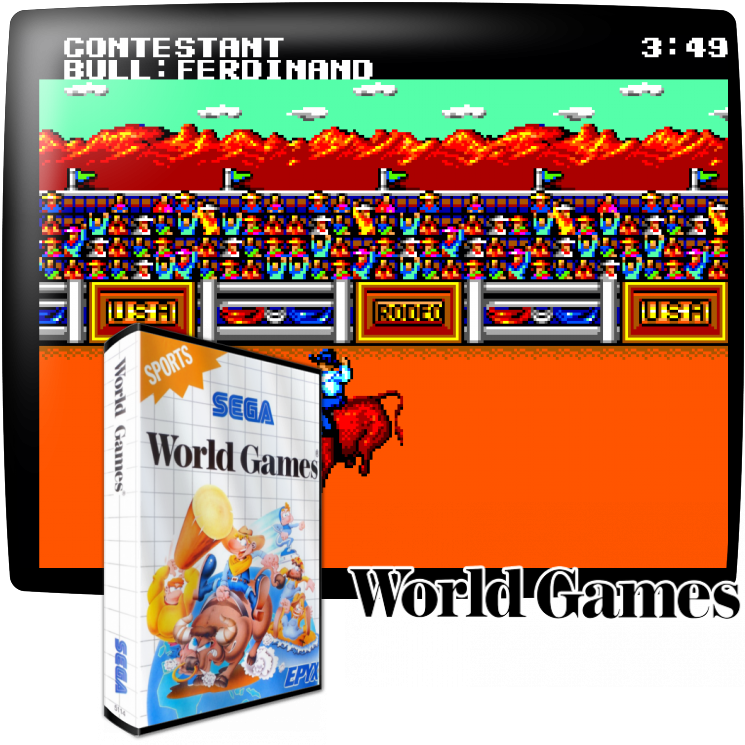 CONTESTANT
3:49
BULL: FERDINAND
USA
RODEO
USA
SPORTS
SEGA
World Games
World Games
SEGA
EPYX
World Games